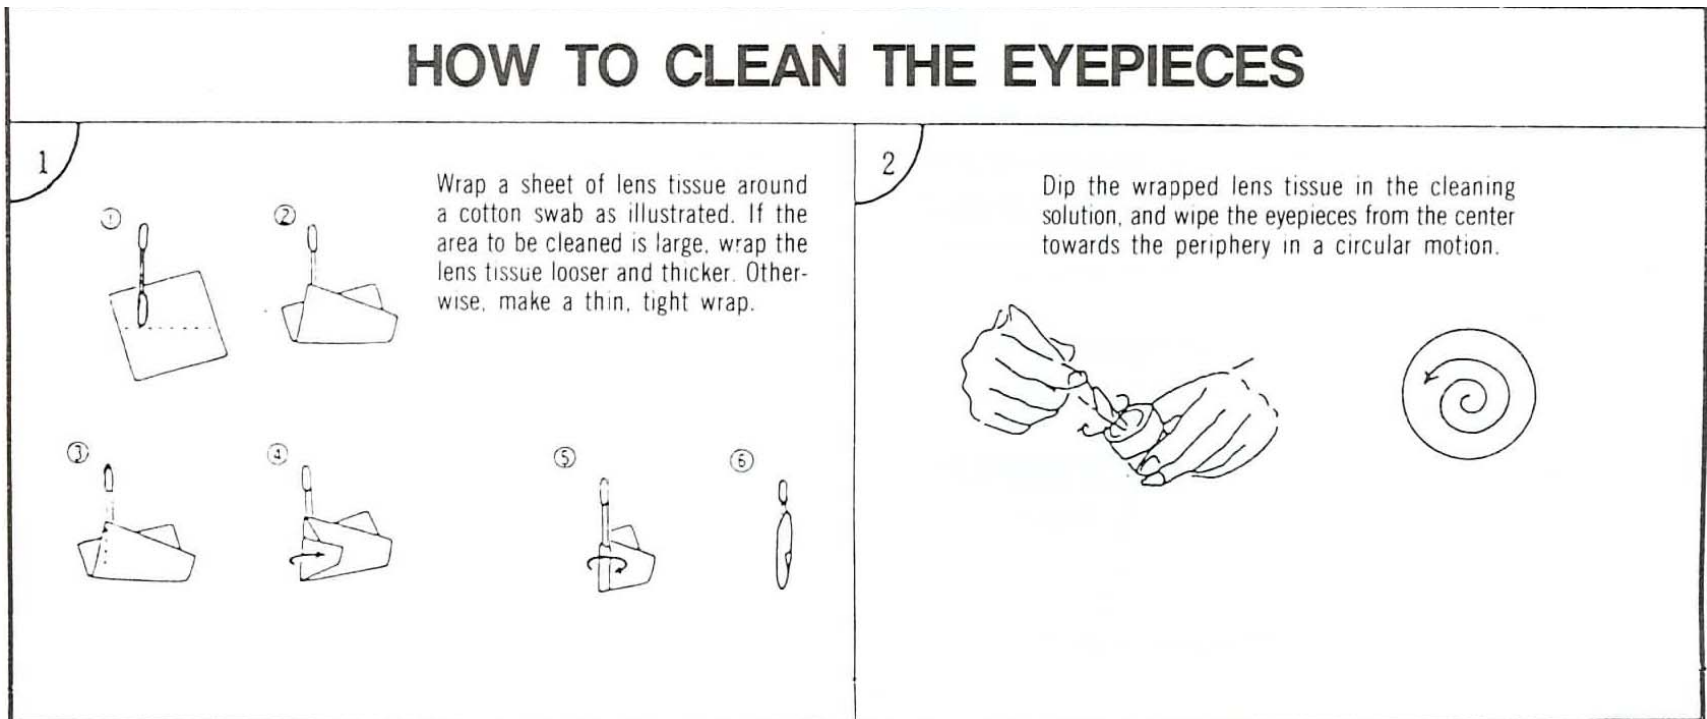 HOW TO CLEAN THE EYEPIECES
1
Wrap a sheet of lens tissue around
a cotton swab as illustrated. If the
area to be cleaned is large, wrap the
lens tissue looser and thicker. Other-
wise, make a thin, tight wrap.
①
②
③
④
⑤
⑥
2
Dip the wrapped lens tissue in the cleaning
solution, and wipe the eyepieces from the center
towards the periphery in a circular motion.